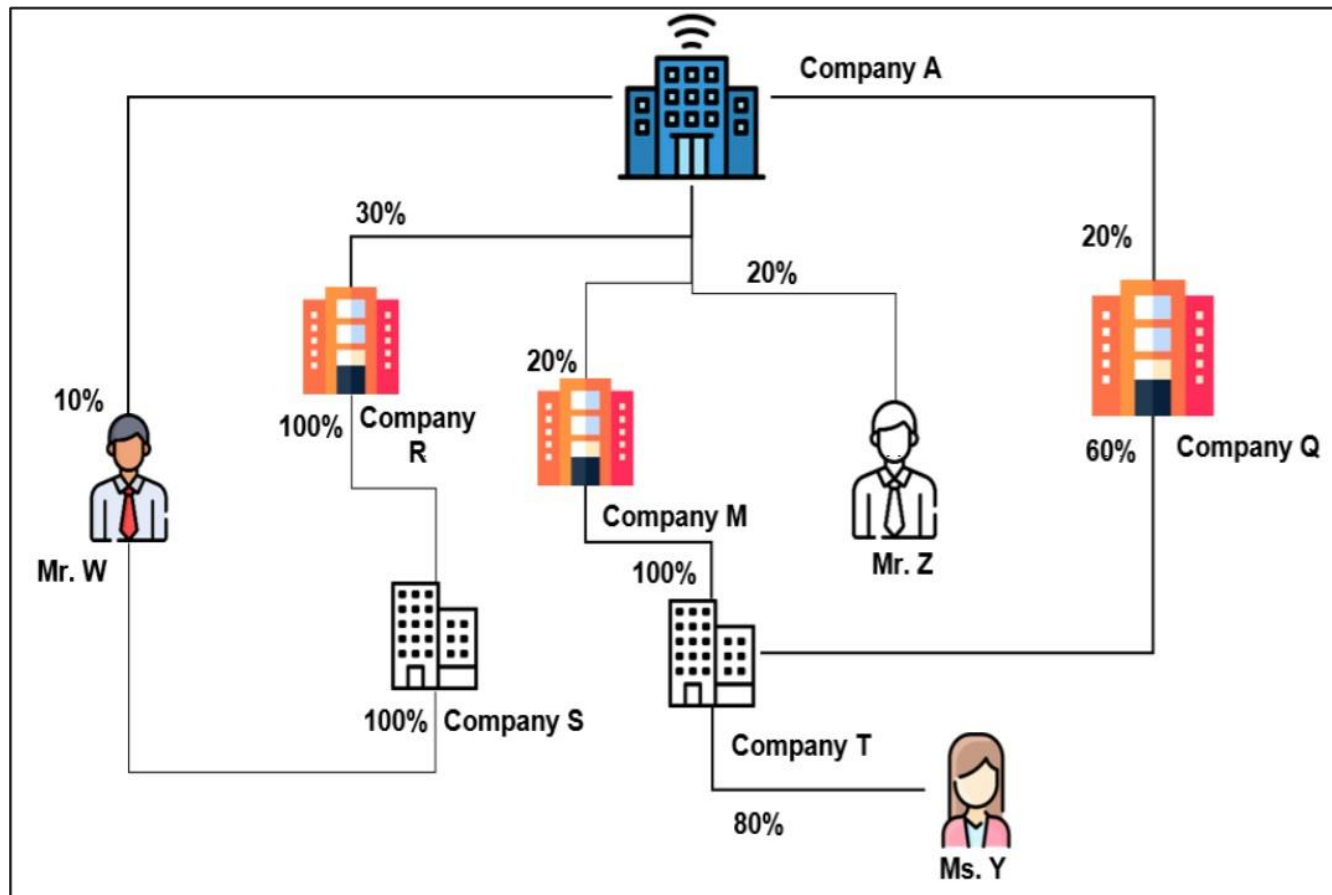 Company A
30%
20%
20%
20%
10%
100%
Company
R
60%
Company Q
Company M
Mr. W
100%
Mr. Z
100%
Company S
Company T
80%
Ms. Y